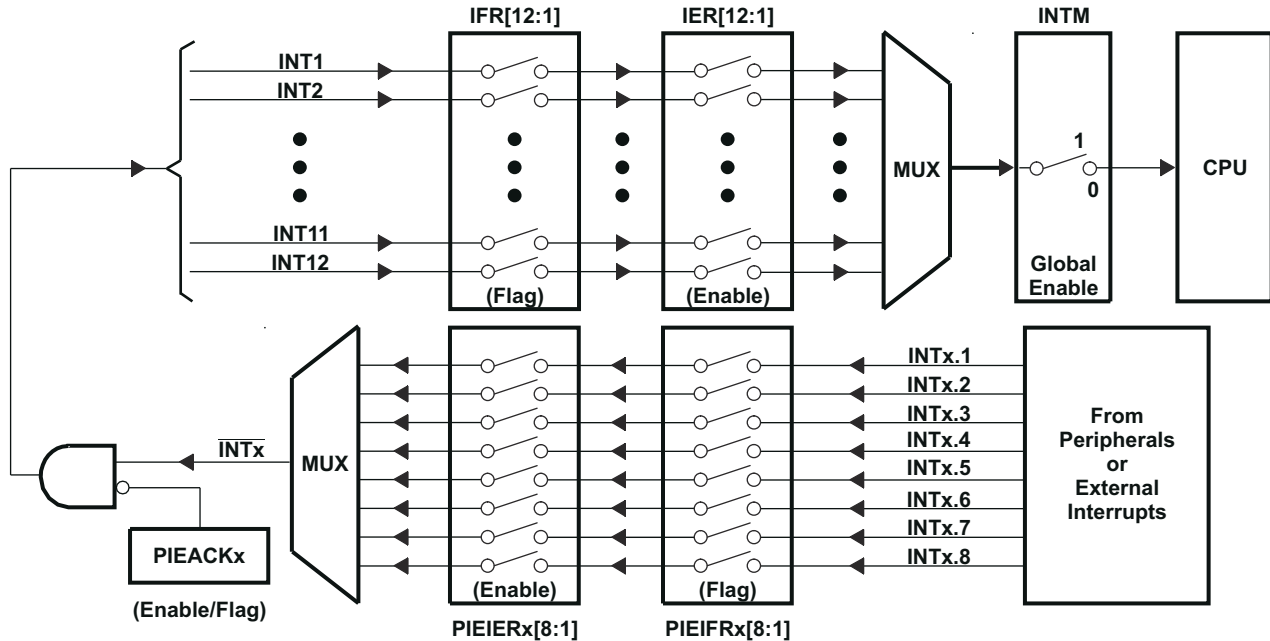 IFR[12:1]
IER[12:1]
INTM
INT1
INT2
INT11
INT12
(Flag)
(Enable)
MUX
1
0
Global
Enable
CPU
INTx.1
INTx.2
INTx.3
INTx.4
INTx.5
INTx.6
INTx.7
INTx.8
From
Peripherals
or
External
Interrupts
MUX
INTx
PIEACKx
(Enable/Flag)
(Enable)
(Flag)
PIEIERx[8:1]
PIEIFRx[8:1]